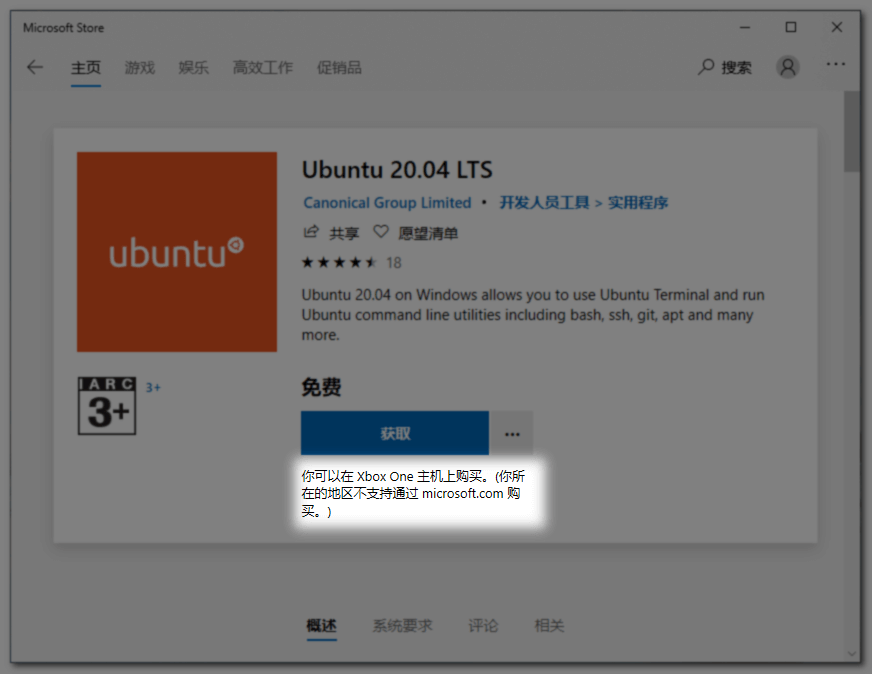 Microsoft Store
主页 游戏 娱乐 高效工作 促销品 搜索
ubuntu
Ubuntu 20.04 LTS
Canonical Group Limited • 开发人员工具 > 实用程序
共享 愿望清单
18
Ubuntu 20.04 on Windows allows you to use Ubuntu Terminal and run
Ubuntu command line utilities including bash, ssh, git, apt and many
more.
IARC
3+
3+
免费
获取
你可以在 Xbox One 主机上购买。(你所
在的地区不支持通过 microsoft.com 购
买。)
概述 系统要求 评论 相关